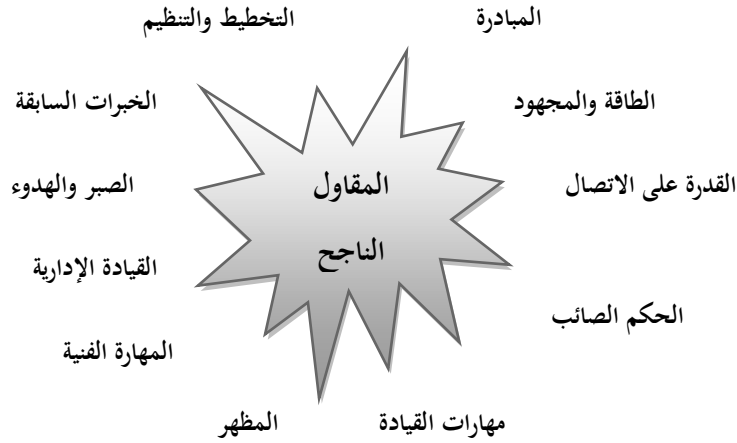 المبادرة
التخطيط والتنظيم
الطاقة والمجهود
الخبرات السابقة
القدرة على الاتصال
المقاول
الناجح
الصبر والهدوء
القيادة الإدارية
الحكم الصائب
المهارة الفنية
مهارات القيادة
المظهر